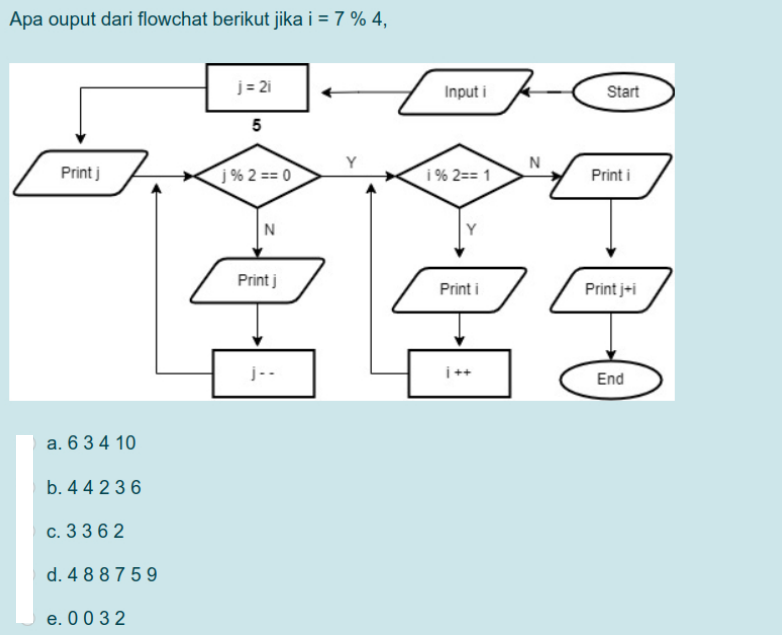 Apa ouput dari flowchat berikut jika i = 7 % 4,
j = 2i
Input i
Start
5
Print j
j % 2 == 0
Y
i % 2== 1
N
Print i
N
Y
Print j
Print i
Print j+i
j--
i ++
End
a. 6 3 4 10
b. 4 4 2 3 6
c. 3 3 6 2
d. 4 8 8 7 5 9
e. 0 0 3 2